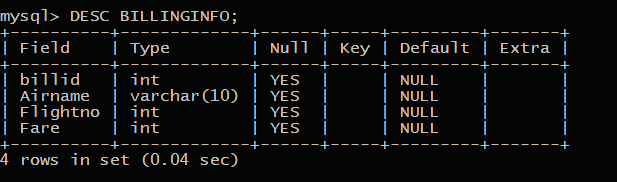 mysql> DESC BILLINGINFO;
+-----------+-------------+------+-----+---------+-------+
| Field     | Type        | Null | Key | Default | Extra |
+-----------+-------------+------+-----+---------+-------+
| billid    | int         | YES  |     | NULL    |       |
| Airname   | varchar(10) | YES  |     | NULL    |       |
| Flightno  | int         | YES  |     | NULL    |       |
| Fare      | int         | YES  |     | NULL    |       |
+-----------+-------------+------+-----+---------+-------+
4 rows in set (0.04 sec)